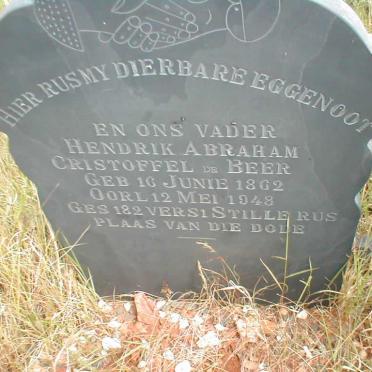 HIER RUS MY DIERBARE EGGENOOT
EN ONS VADER
HENDRIK ABRAHAM
CRISTOFFEL DE BEER
GEB 16 JUNIE 1862
OORL 12 MEI 1948
GES 182 VERS 1 STILLE RUS
PLAAS VAN DIE DODE